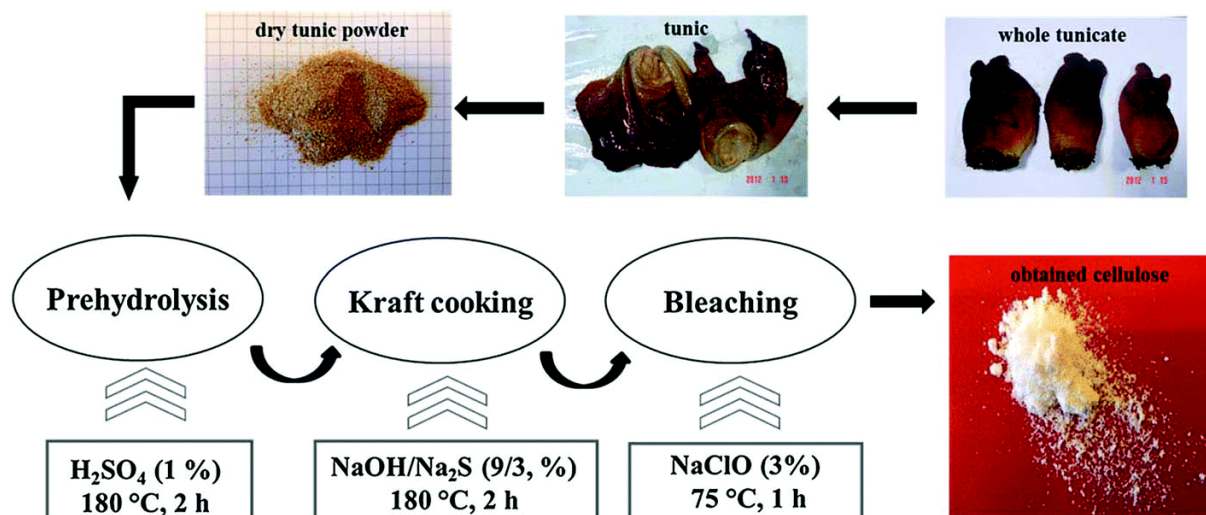 dry tunic powder
tunic
whole tunicate
2012 1 13
2012 1 13
Prehydrolysis
Kraft cooking
Bleaching
obtained cellulose
H₂SO₄ (1 %)
180 °C, 2 h
NaOH/Na₂S (9/3, %)
180 °C, 2 h
NaClO (3%)
75 °C, 1 h